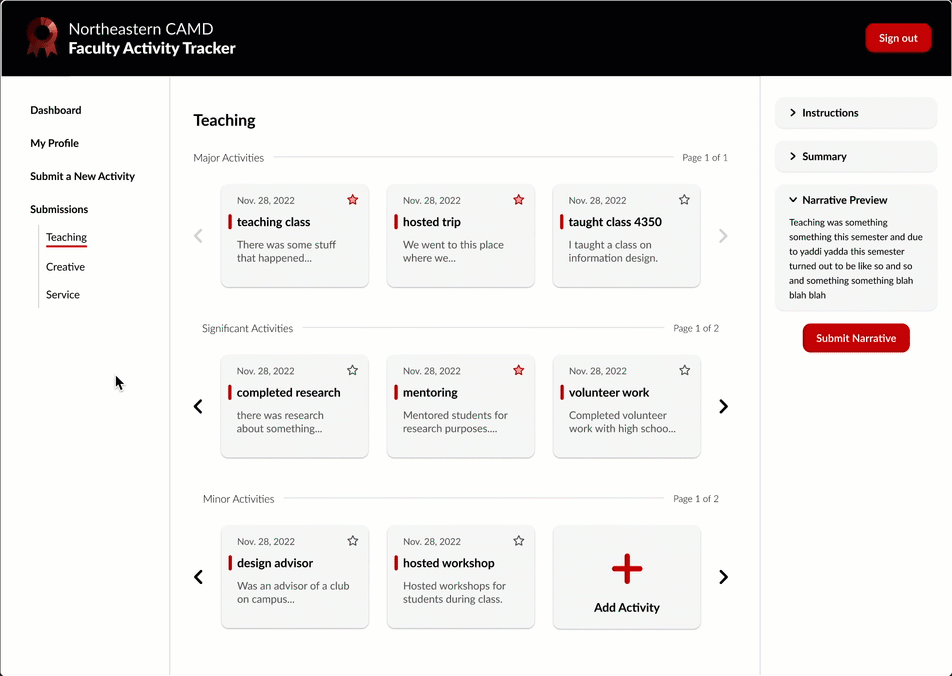 Northeastern CAMD
Faculty Activity Tracker
Sign out
Dashboard
My Profile
Submit a New Activity
Submissions
Teaching
Creative
Service
Teaching
Major Activities
Page 1 of 1
Nov. 28, 2022
teaching class
There was some stuff
that happened...
Nov. 28, 2022
hosted trip
We went to this place
where we...
Nov. 28, 2022
taught class 4350
I taught a class on
information design.
Significant Activities
Page 1 of 2
Nov. 28, 2022
completed research
there was research
about something...
Nov. 28, 2022
mentoring
Mentored students for
research purposes....
Nov. 28, 2022
volunteer work
Completed volunteer
work with high schoo...
Minor Activities
Page 1 of 2
Nov. 28, 2022
design advisor
Was an advisor of a club
on campus...
Nov. 28, 2022
hosted workshop
Hosted workshops for
students during class.
Add Activity
Instructions
Summary
Narrative Preview
Teaching was something
something this semester and due
to yaddi yadda this semester
turned out to be like so and so
and something something blah
blah blah
Submit Narrative